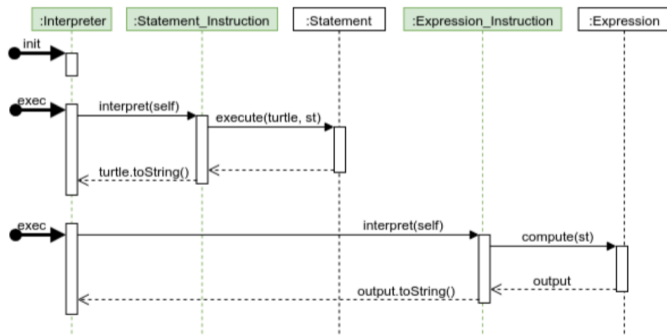 :Interpreter
:Statement_Instruction
:Statement
:Expression_Instruction
:Expression
init
exec
interpret(self)
execute(turtle, st)
turtle.toString()
exec
interpret(self)
compute(st)
output
output.toString()